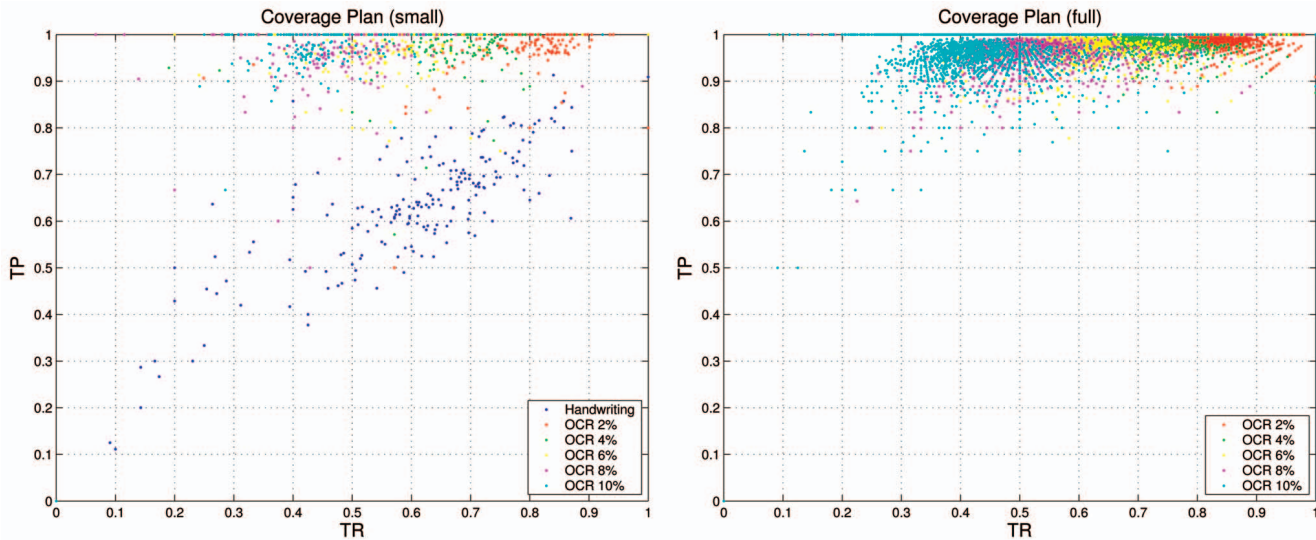 Coverage Plan (small)
1
0.9
0.8
0.7
0.6
0.5
0.4
0.3
0.2
0.1
0
TP
0
0.1
0.2
0.3
0.4
0.5
0.6
0.7
0.8
0.9
1
TR
Handwriting
OCR 2%
OCR 4%
OCR 6%
OCR 8%
OCR 10%
Coverage Plan (full)
1
0.9
0.8
0.7
0.6
0.5
0.4
0.3
0.2
0.1
0
TP
0
0.1
0.2
0.3
0.4
0.5
0.6
0.7
0.8
0.9
1
TR
OCR 2%
OCR 4%
OCR 6%
OCR 8%
OCR 10%